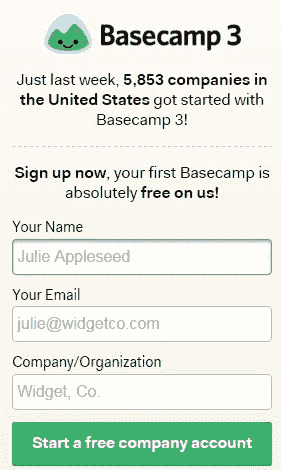 Basecamp 3
Just last week, 5,853 companies in
the United States got started with
Basecamp 3!
Sign up now, your first Basecamp is
absolutely free on us!
Your Name
Julie Appleseed
Your Email
julie@widgetco.com
Company/Organization
Widget, Co.
Start a free company account